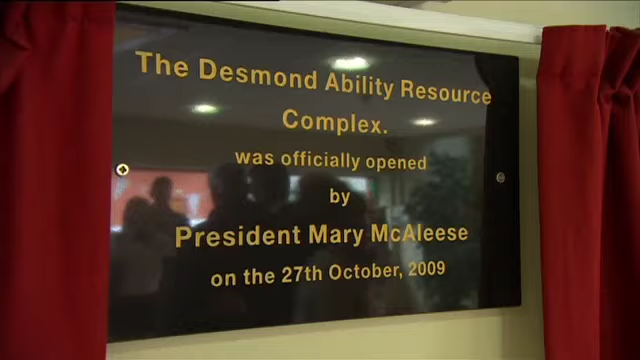 The Desmond Ability Resource
Complex.
was officially opened
by
President Mary McAleese
on the 27th October, 2009